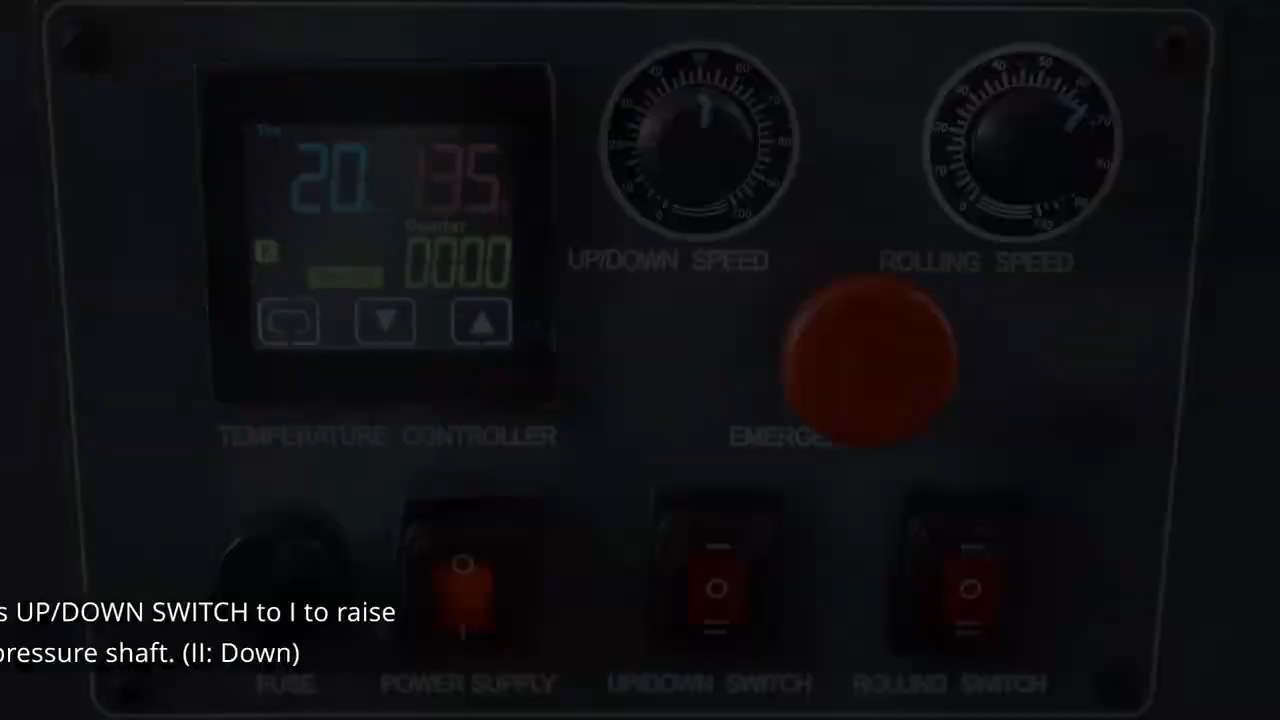 20 135
Counter
0000
UP/DOWN SPEED
ROLLING SPEED
TEMPERATURE CONTROLLER
EMERGE
s UP/DOWN SWITCH to I to raise
pressure shaft. (II: Down)
FUSE
POWER SUPPLY
UP/DOWN SWITCH
ROLLING SWITCH